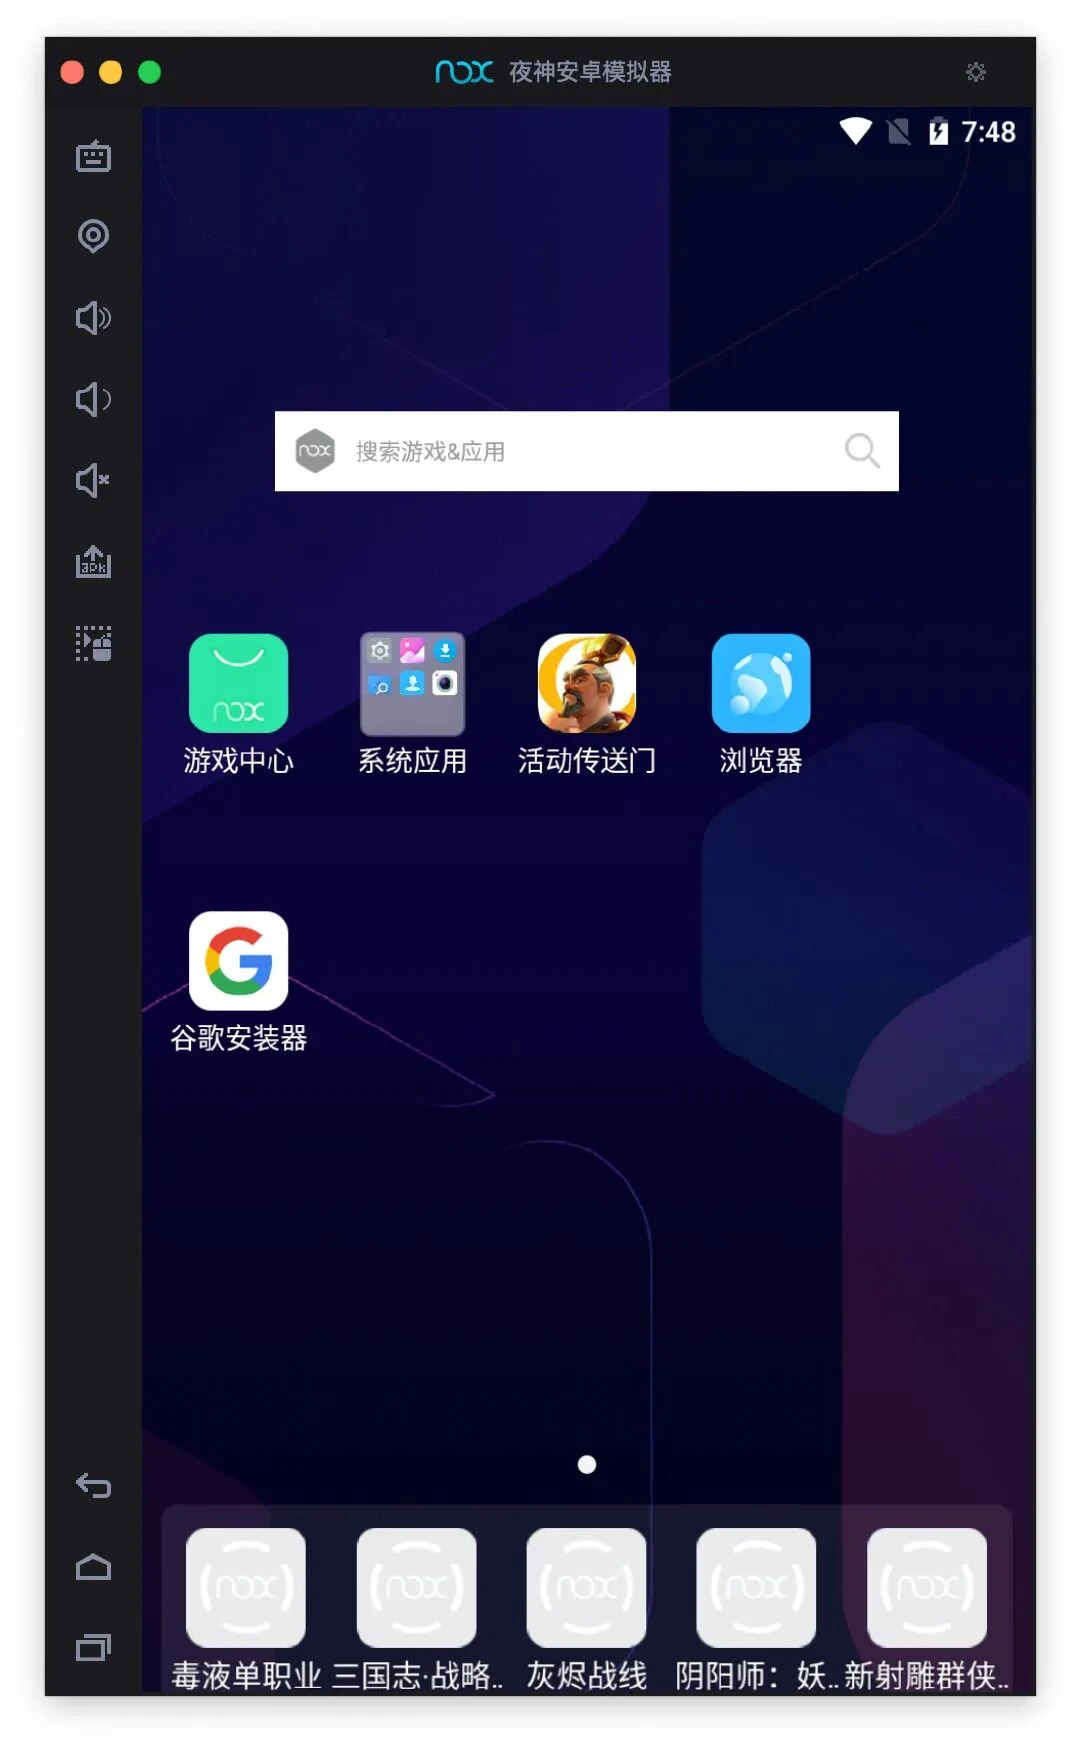 nox 夜神安卓模拟器
7:48
apk
nox 搜索游戏&应用
nox
游戏中心 系统应用 活动传送门 浏览器
G
谷歌安装器
nox nox nox nox nox
毒液单职业 三国志·战略.. 灰烬战线 阴阳师：妖.. 新射雕群侠..